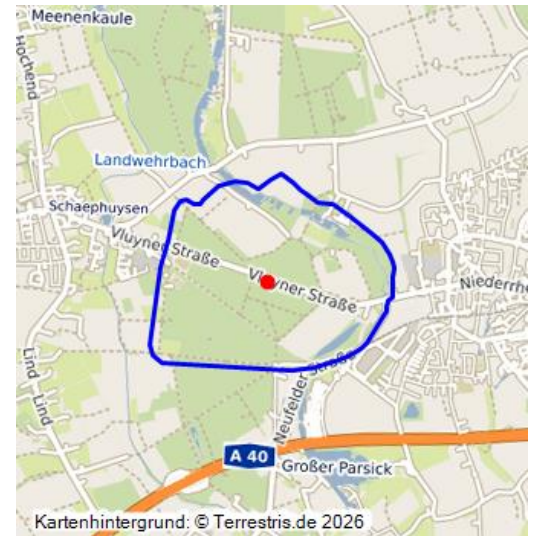 Meenenkaule
Hochend
Landwehrbach
Schaephuysen
Vluyner Straße
Vluyner Straße
Niederrhe
Lind
Lind
Neufelder Straße
A 40
Großer Parsick
Kartenhintergrund: © Terrestris.de 2026